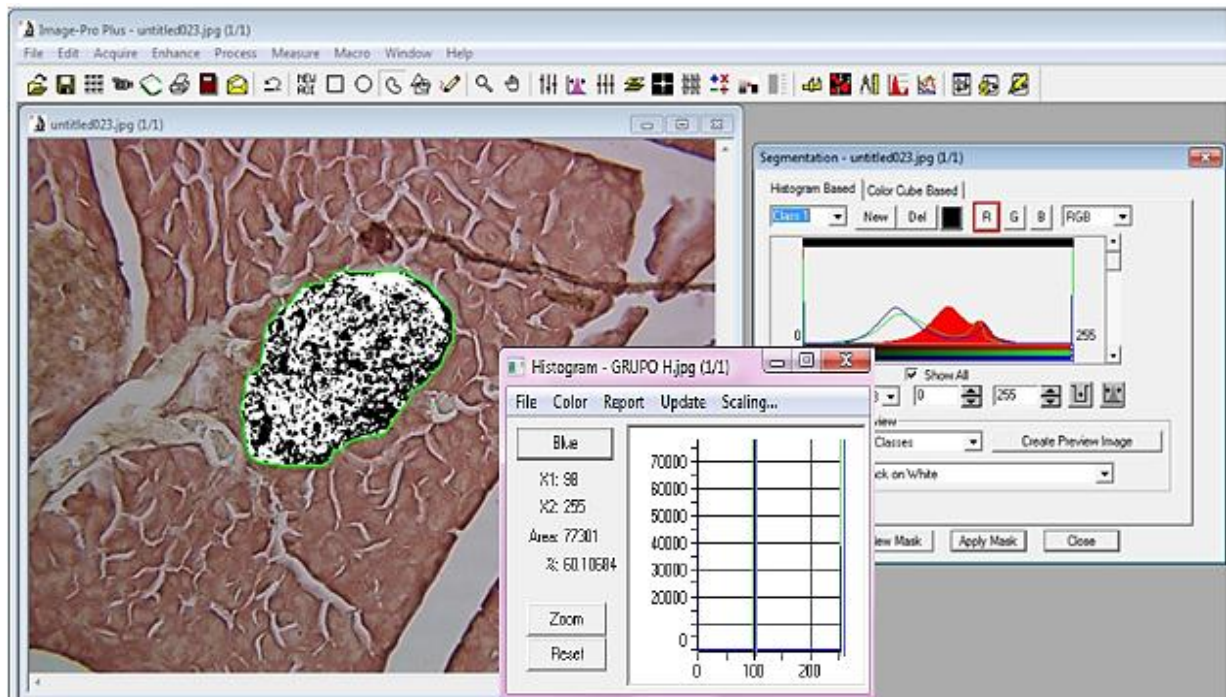 Image-Pro Plus - untitled023.jpg (1/1)
File Edit Acquire Enhance Process Measure Macro Window Help
NEW AOI
untitled023.jpg (1/1)
Segmentation - untitled023.jpg (1/1)
Histogram Based Color Cube Based
Class 1 New Del R G B RGB
0 255
Show All
0 255
Classes Create Preview Image
on White
Mask Apply Mask Close
Histogram - GRUPO H.jpg (1/1)
File Color Report Update Scaling...
Blue
X1: 98
X2: 255
Area: 77301
%: 60.10684
Zoom
Reset
70000
60000
50000
40000
30000
20000
0
0 100 200